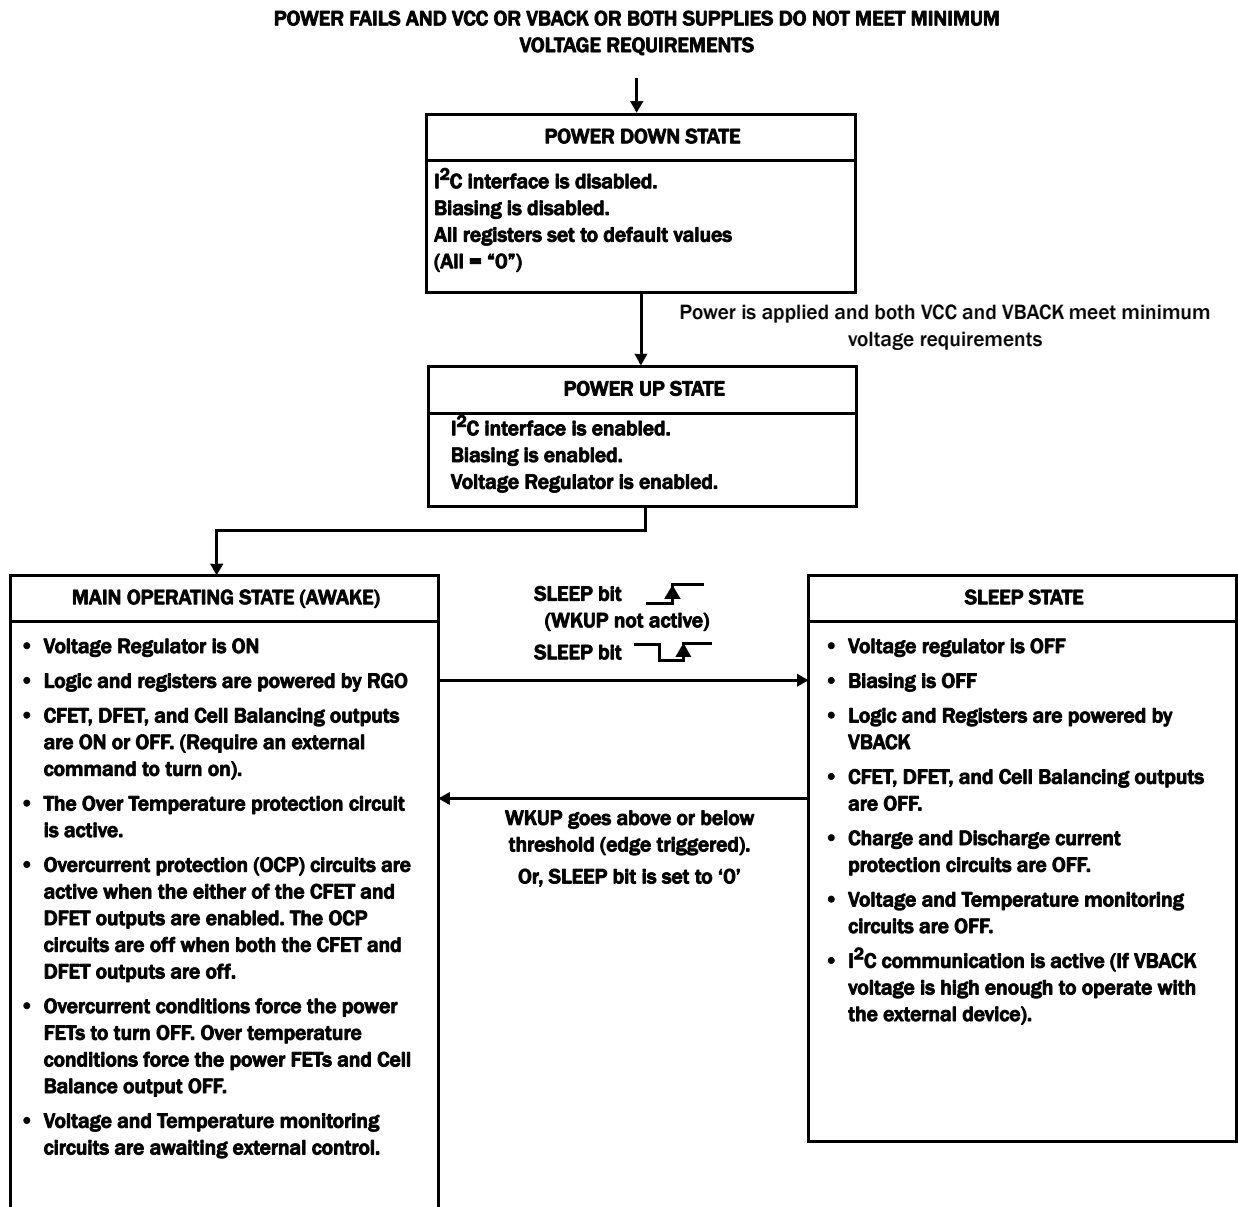 POWER FAILS AND VCC OR VBACK OR BOTH SUPPLIES DO NOT MEET MINIMUM
VOLTAGE REQUIREMENTS
POWER DOWN STATE
I²C interface is disabled.
Biasing is disabled.
All registers set to default values
(All = “0”)
Power is applied and both VCC and VBACK meet minimum
voltage requirements
POWER UP STATE
I²C interface is enabled.
Biasing is enabled.
Voltage Regulator is enabled.
MAIN OPERATING STATE (AWAKE)
• Voltage Regulator is ON
• Logic and registers are powered by RGO
• CFET, DFET, and Cell Balancing outputs
are ON or OFF. (Require an external
command to turn on).
• The Over Temperature protection circuit
is active.
• Overcurrent protection (OCP) circuits are
active when the either of the CFET and
DFET outputs are enabled. The OCP
circuits are off when both the CFET and
DFET outputs are off.
• Overcurrent conditions force the power
FETs to turn OFF. Over temperature
conditions force the power FETs and Cell
Balance output OFF.
• Voltage and Temperature monitoring
circuits are awaiting external control.
SLEEP bit
(WKUP not active)
SLEEP bit
WKUP goes above or below
threshold (edge triggered).
Or, SLEEP bit is set to ‘0’
SLEEP STATE
• Voltage regulator is OFF
• Biasing is OFF
• Logic and Registers are powered by
VBACK
• CFET, DFET, and Cell Balancing outputs
are OFF.
• Charge and Discharge current
protection circuits are OFF.
• Voltage and Temperature monitoring
circuits are OFF.
• I²C communication is active (If VBACK
voltage is high enough to operate with
the external device).